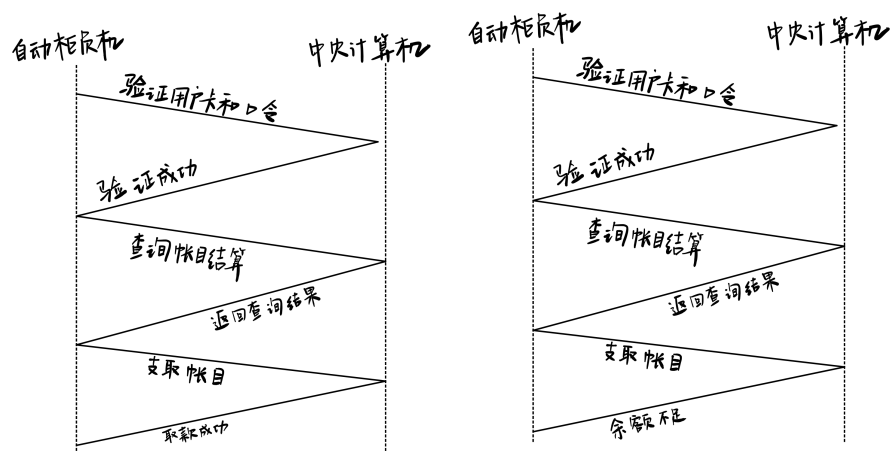 自动柜员机
中央计算机
验证用户卡和口令
验证成功
查询帐目结算
返回查询结果
支取帐目
取款成功
自动柜员机
中央计算机
验证用户卡和口令
验证成功
查询帐目结算
返回查询结果
支取帐目
余额不足